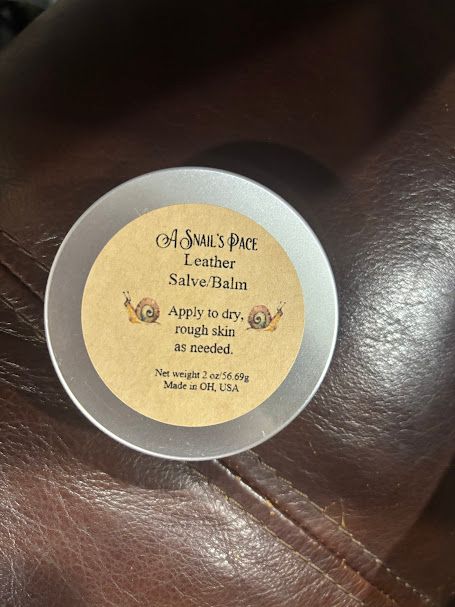 A Snail's Pace
Leather
Salve/Balm
Apply to dry,
rough skin
as needed.
Net weight 2 oz/56.69g
Made in OH, USA